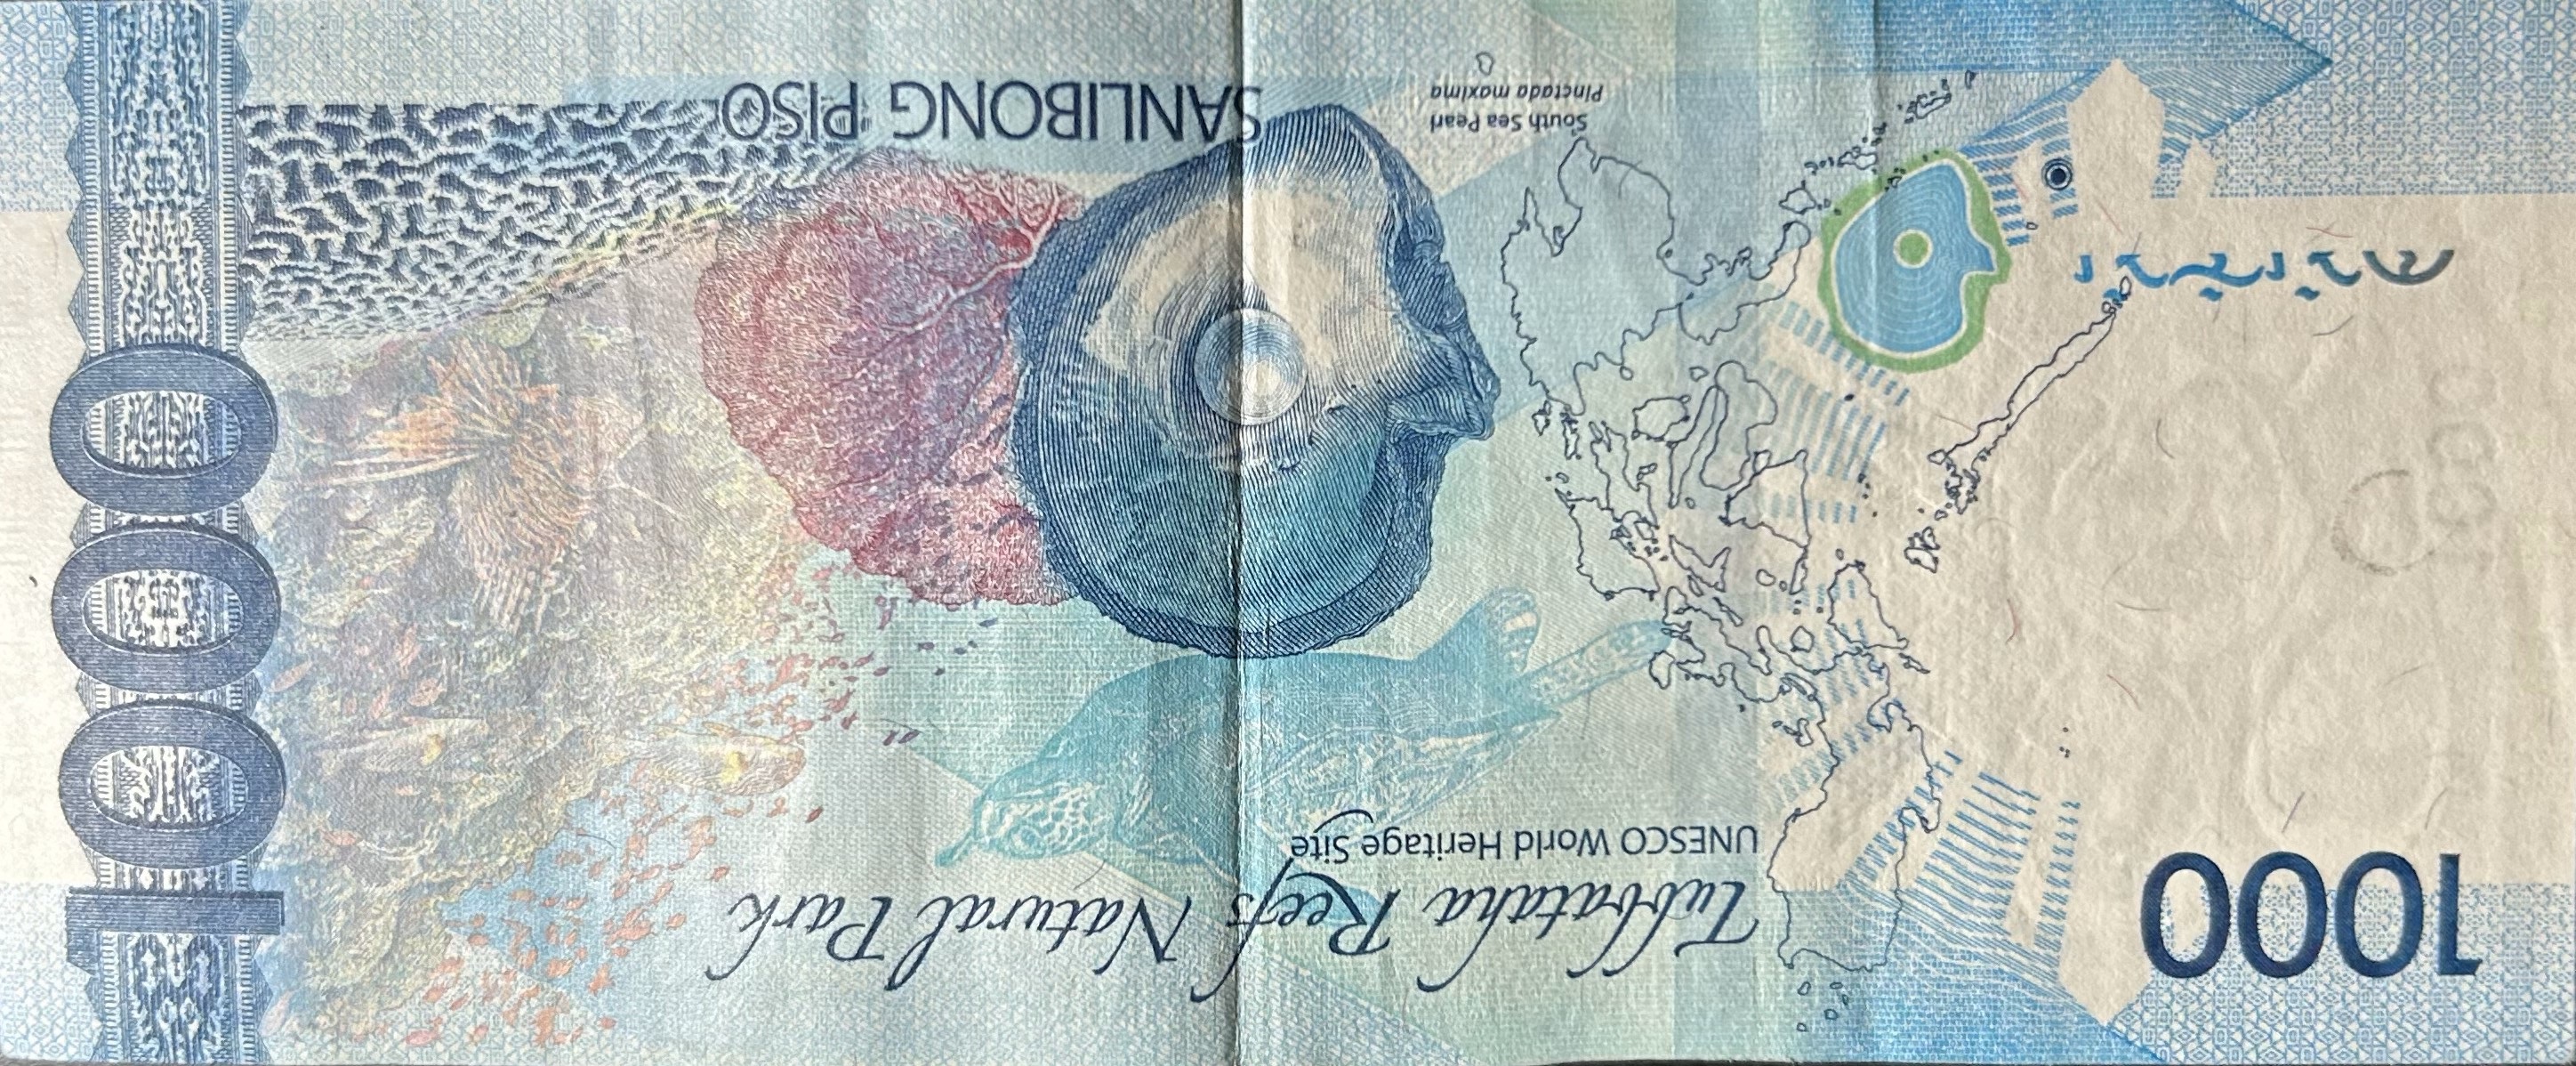 1000
Tubbataha Reefs Natural Park
UNESCO World Heritage Site
South Sea Pearl
Pinctada maxima
SANLIBONG PISO
1000